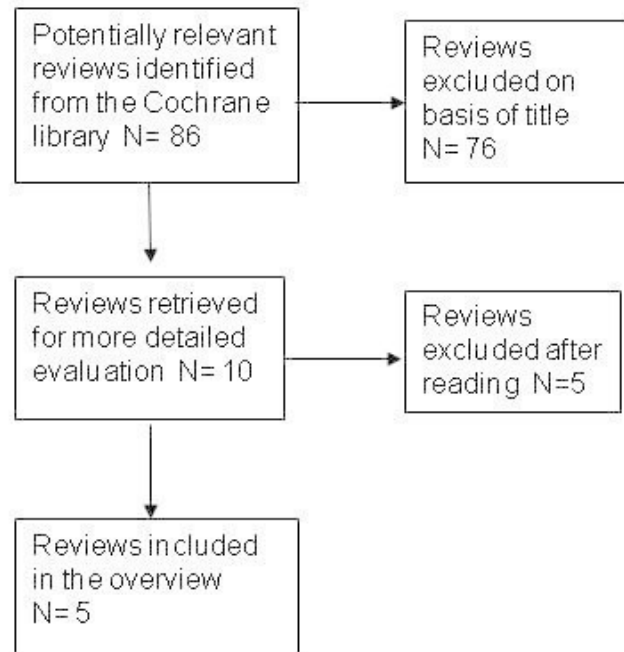 Potentially relevant
reviews identified
from the Cochrane
library N= 86
Reviews
excluded on
basis of title
N= 76
Reviews retrieved
for more detailed
evaluation N= 10
Reviews
excluded after
reading N=5
Reviews included
in the overview
N= 5